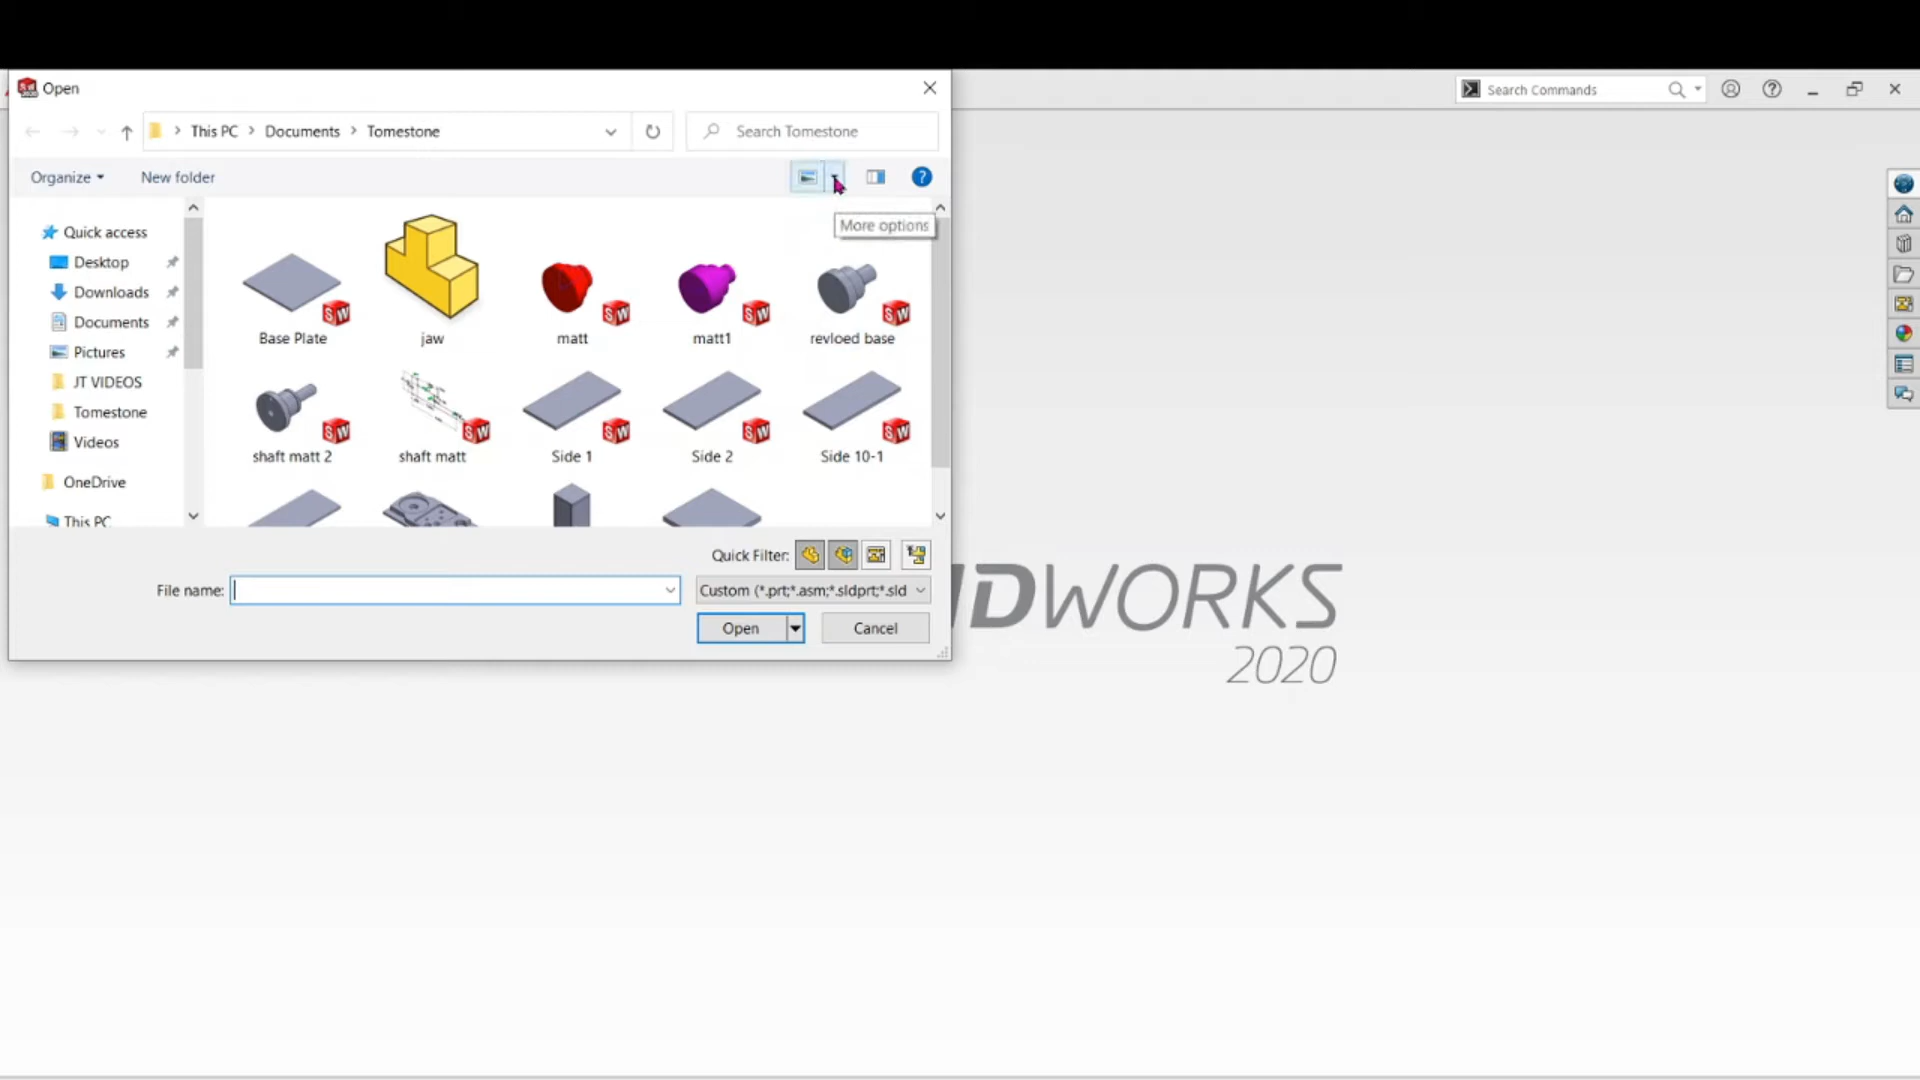 Open
Search Commands
This PC > Documents > Tomestone
Search Tomestone
Organize
New folder
More options
Quick access
Desktop
Downloads
Documents
Pictures
JT VIDEOS
Tomestone
Videos
OneDrive
This PC
Base Plate
jaw
matt
matt1
revloed base
shaft matt 2
shaft matt
Side 1
Side 2
Side 10-1
Quick Filter:
File name:
Custom (*.prt;*.asm;*.sldprt;*.sld
Open
Cancel
IDWORKS
2020